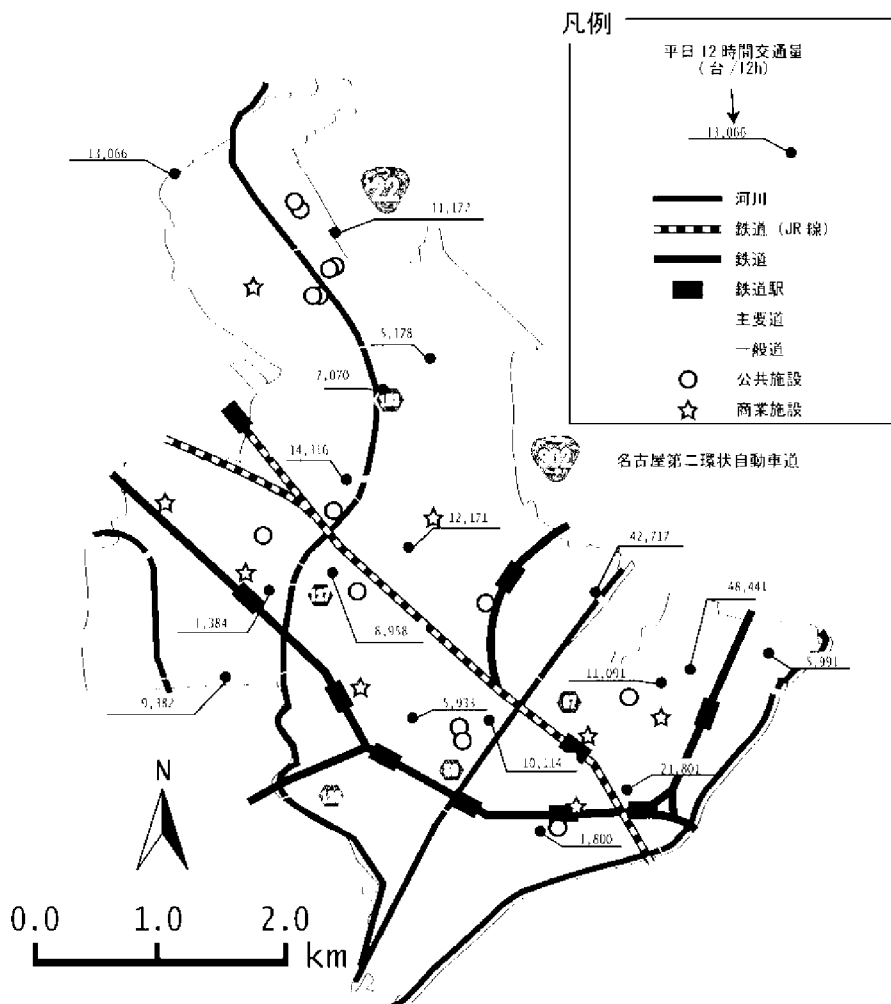 凡例
平日12時間交通量
(台/12h)
13,066
河川
鉄道 (JR線)
鉄道
鉄道駅
主要道
一般道
公共施設
商業施設
13,066
22
11,172
5,178
7,070
14,316
302
名古屋第二環状自動車道
12,171
42,717
48,441
1,384
8,958
11,091
5,991
9,382
5,933
10,114
21,801
1,800
N
0.0 1.0 2.0
km